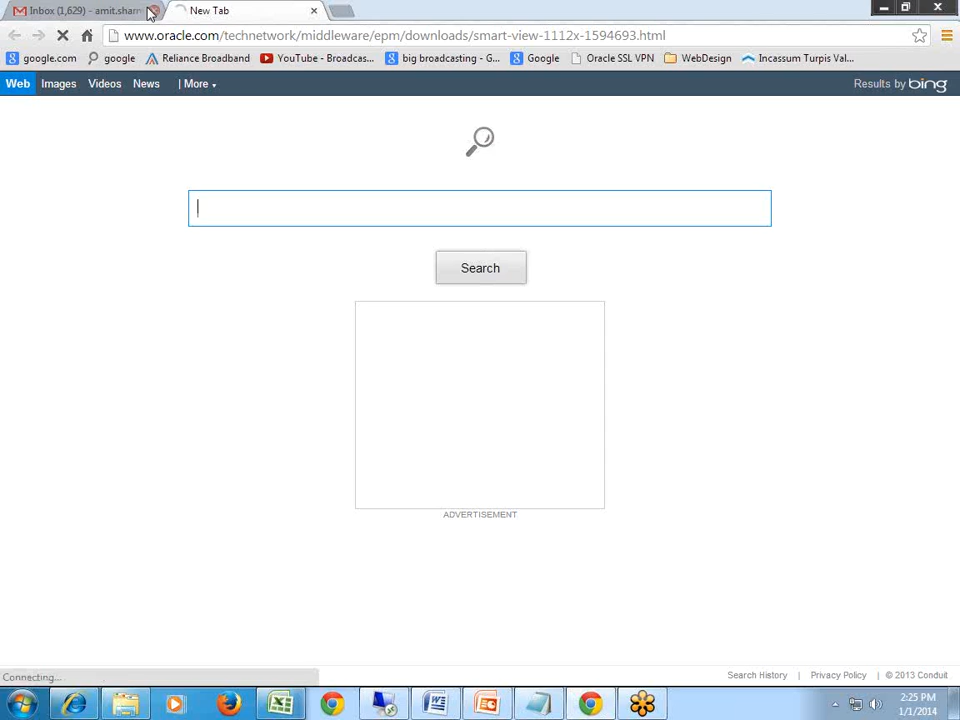 Inbox (1,629) - amit.sharm
New Tab
www.oracle.com/technetwork/middleware/epm/downloads/smart-view-1112x-1594693.html
google.com google Reliance Broadband YouTube - Broadcas... big broadcasting - G... Google Oracle SSL VPN WebDesign Incassum Turpis Val...
Web Images Videos News | More
Results by bing
Search
ADVERTISEMENT
Connecting...
Search History | Privacy Policy | © 2013 Conduit
2:25 PM
1/1/2014